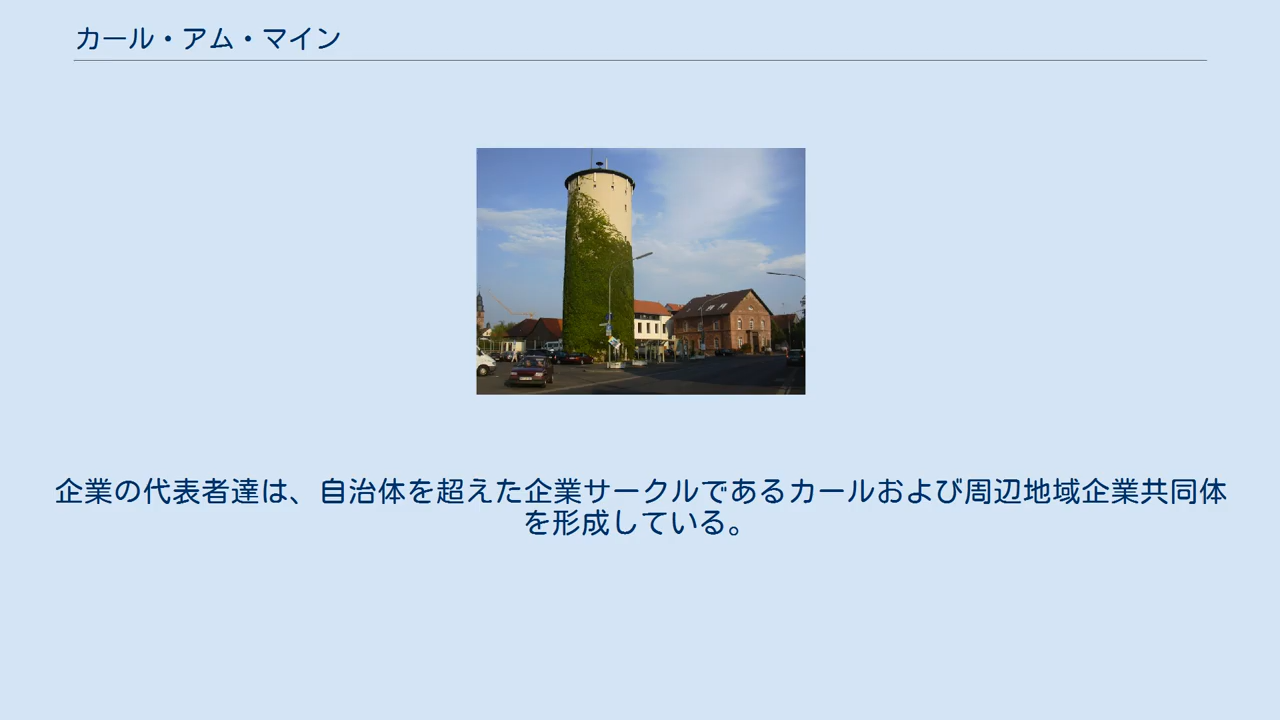 カール・アム・マイン
企業の代表者達は、自治体を超えた企業サークルであるカールおよび周辺地域企業共同体
を形成している。